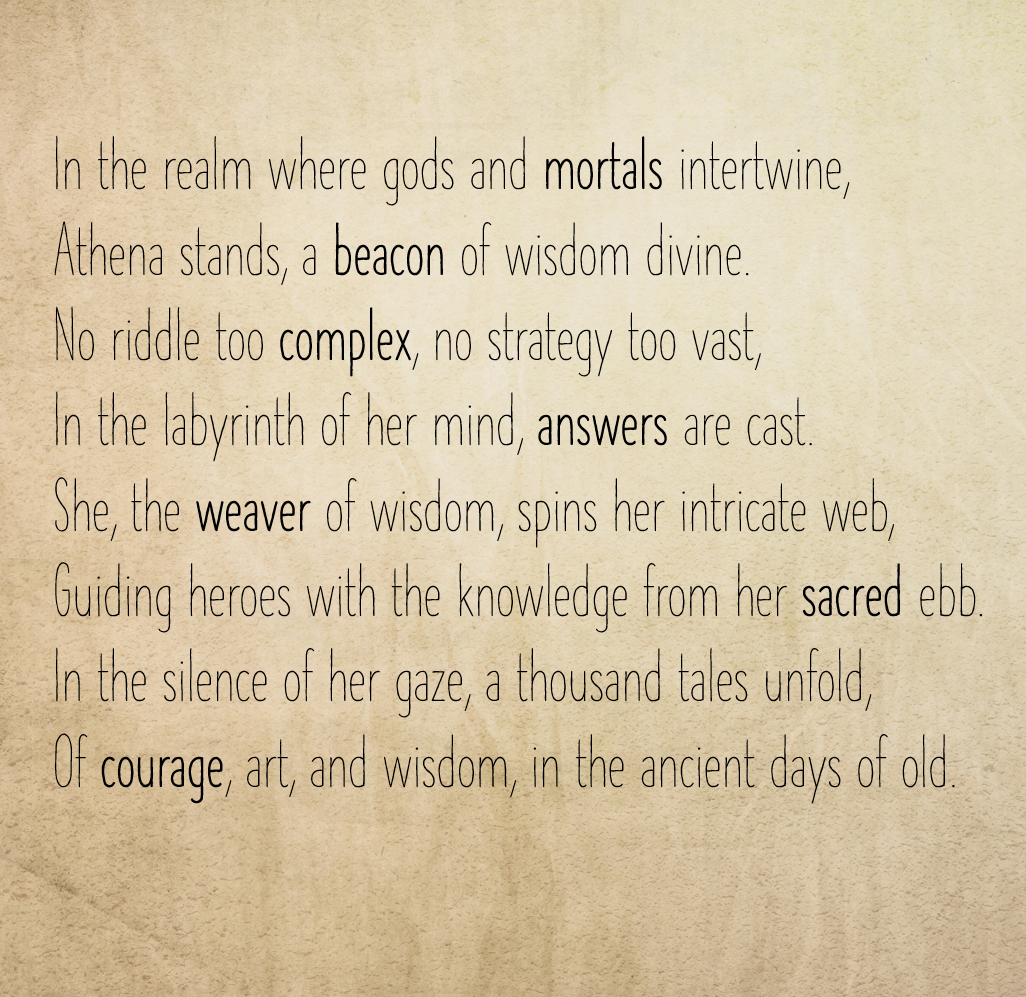 In the realm where gods and mortals intertwine,
Athena stands, a beacon of wisdom divine.
No riddle too complex, no strategy too vast,
In the labyrinth of her mind, answers are cast.
She, the weaver of wisdom, spins her intricate web,
Guiding heroes with the knowledge from her sacred ebb.
In the silence of her gaze, a thousand tales unfold,
Of courage, art, and wisdom, in the ancient days of old.